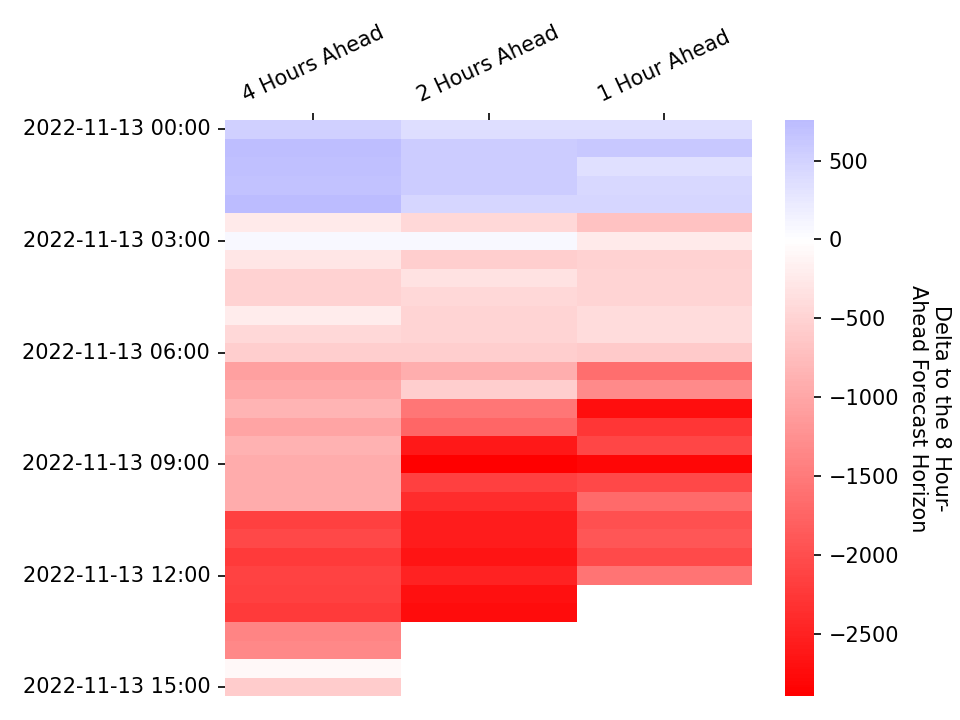 4 Hours Ahead
2 Hours Ahead
1 Hour Ahead
2022-11-13 00:00
2022-11-13 03:00
2022-11-13 06:00
2022-11-13 09:00
2022-11-13 12:00
2022-11-13 15:00
500
0
−500
−1000
−1500
−2000
−2500
Delta to the 8 Hour-
Ahead Forecast Horizon